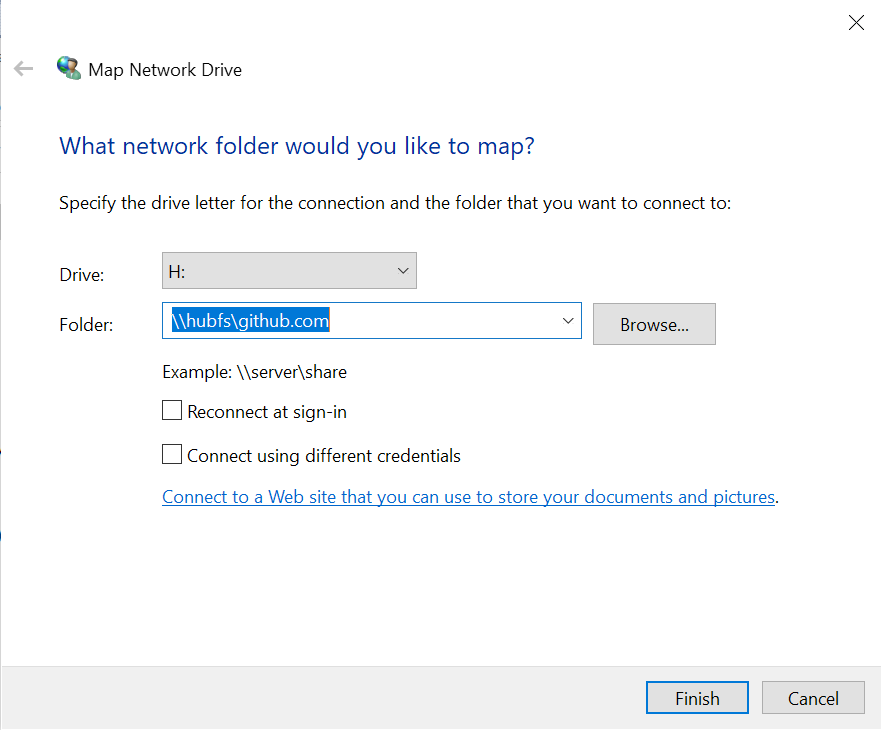 Map Network Drive
What network folder would you like to map?
Specify the drive letter for the connection and the folder that you want to connect to:
Drive: H:
Folder: \\hubfs\github.com Browse...
Example: \\server\share
Reconnect at sign-in
Connect using different credentials
Connect to a Web site that you can use to store your documents and pictures.
Finish Cancel